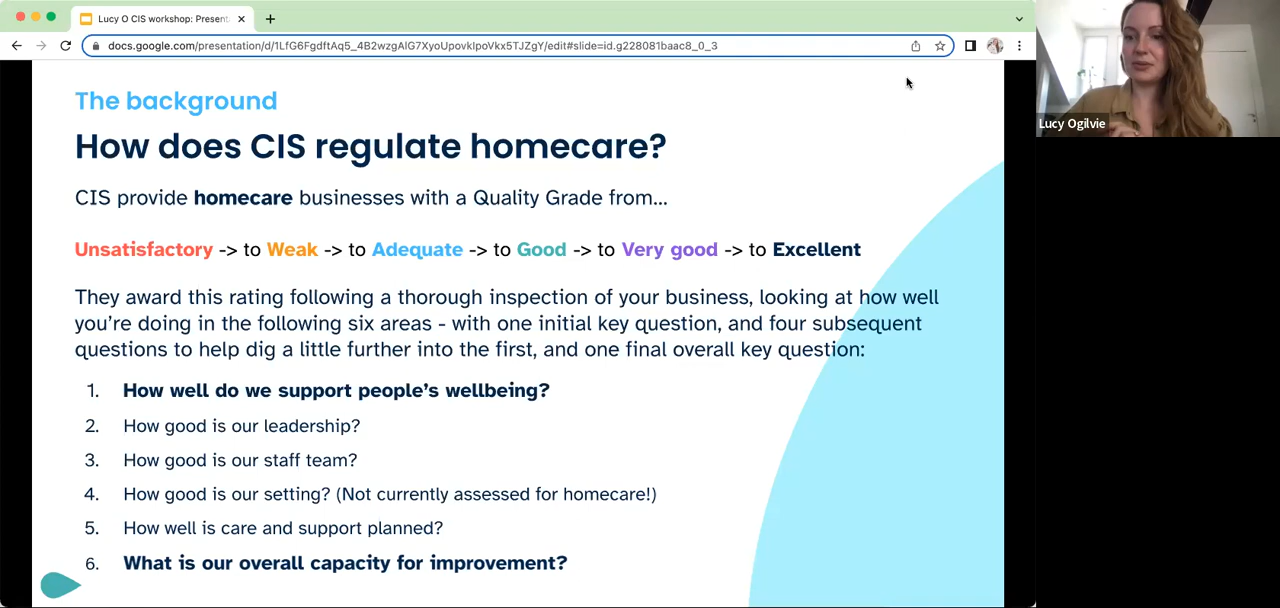 Lucy O CIS workshop: Present
docs.google.com/presentation/d/1LfG6FgdftAq5_4B2wzgAIG7XyoUpovkIpoVkx5TJZgY/edit#slide=id.g228081baac8_0_3
Lucy Ogilvie
The background
How does CIS regulate homecare?
CIS provide homecare businesses with a Quality Grade from...
Unsatisfactory -> to Weak -> to Adequate -> to Good -> to Very good -> to Excellent
They award this rating following a thorough inspection of your business, looking at how well
you're doing in the following six areas - with one initial key question, and four subsequent
questions to help dig a little further into the first, and one final overall key question:
1. How well do we support people's wellbeing?
2. How good is our leadership?
3. How good is our staff team?
4. How good is our setting? (Not currently assessed for homecare!)
5. How well is care and support planned?
6. What is our overall capacity for improvement?